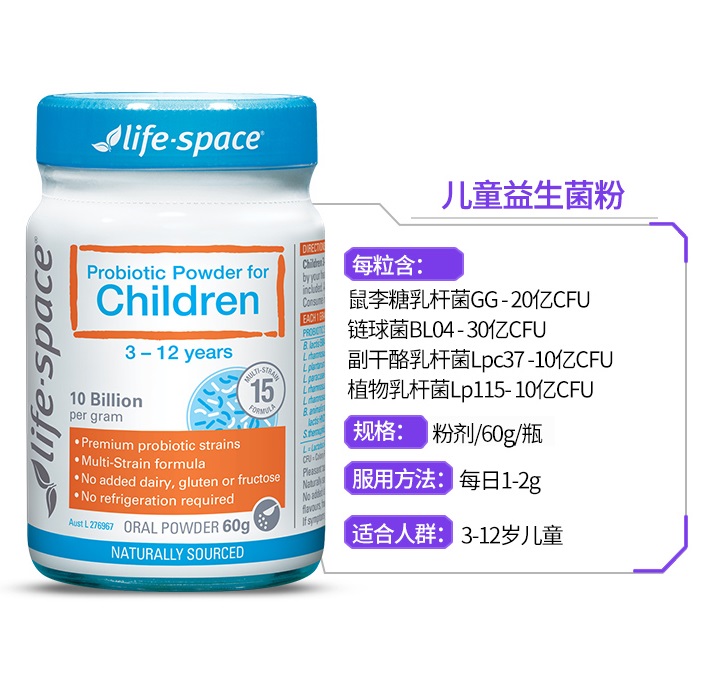 life·space®
life·space®
Probiotic Powder for
Children
3 – 12 years
10 Billion
per gram
MULTI-STRAIN
15
FORMULA
• Premium probiotic strains
• Multi-Strain formula
• No added dairy, gluten or fructose
• No refrigeration required
Aust L 276967
ORAL POWDER 60g
NATURALLY SOURCED
儿童益生菌粉
每粒含：
鼠李糖乳杆菌GG - 20亿CFU
链球菌BL04 - 30亿CFU
副干酪乳杆菌Lpc37 -10亿CFU
植物乳杆菌Lp115- 10亿CFU
规格： 粉剂/60g/瓶
服用方法： 每日1-2g
适合人群： 3-12岁儿童